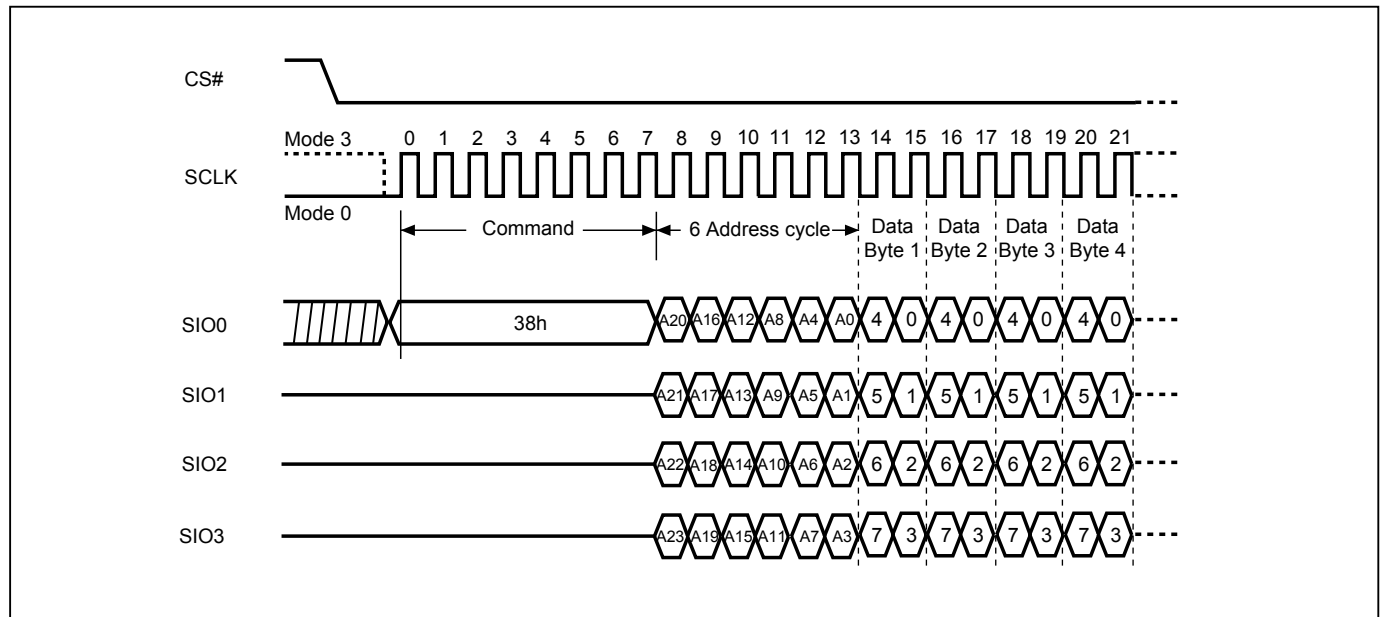 CS#
Mode 3 0 1 2 3 4 5 6 7 8 9 10 11 12 13 14 15 16 17 18 19 20 21
SCLK
Mode 0
Command 6 Address cycle Data Data Data Data
Byte 1 Byte 2 Byte 3 Byte 4
SIO0 38h A20 A16 A12 A8 A4 A0 4 0 4 0 4 0 4 0
SIO1 A21 A17 A13 A9 A5 A1 5 1 5 1 5 1 5 1
SIO2 A22 A18 A14 A10 A6 A2 6 2 6 2 6 2 6 2
SIO3 A23 A19 A15 A11 A7 A3 7 3 7 3 7 3 7 3